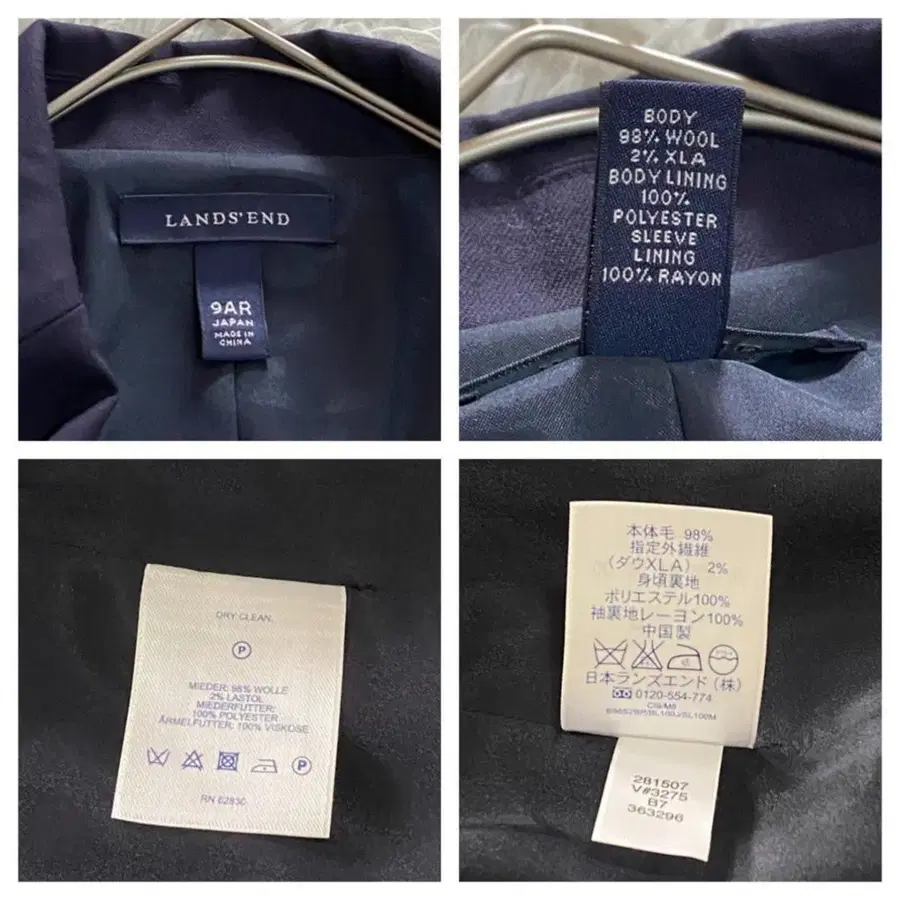 LANDS' END
9AR
JAPAN
MADE IN
CHINA
BODY
98% WOOL
2% XLA
BODY LINING
100%
POLYESTER
SLEEVE
LINING
100% RAYON
DRY CLEAN.
P
MIEDER: 98% WOLLE
2% LASTOL
MIEDERFUTTER:
100% POLYESTER
ÄRMELFUTTER: 100% VISKOSE
P
RN 62830
本体毛 98%
指定外繊維
(ダウXLA) 2%
身頃裏地
ポリエステル100%
袖裏地レーヨン100%
中国製
ドライ
日本ランズエンド(株)
0120-554-774
281507
V#3275
B7
363296